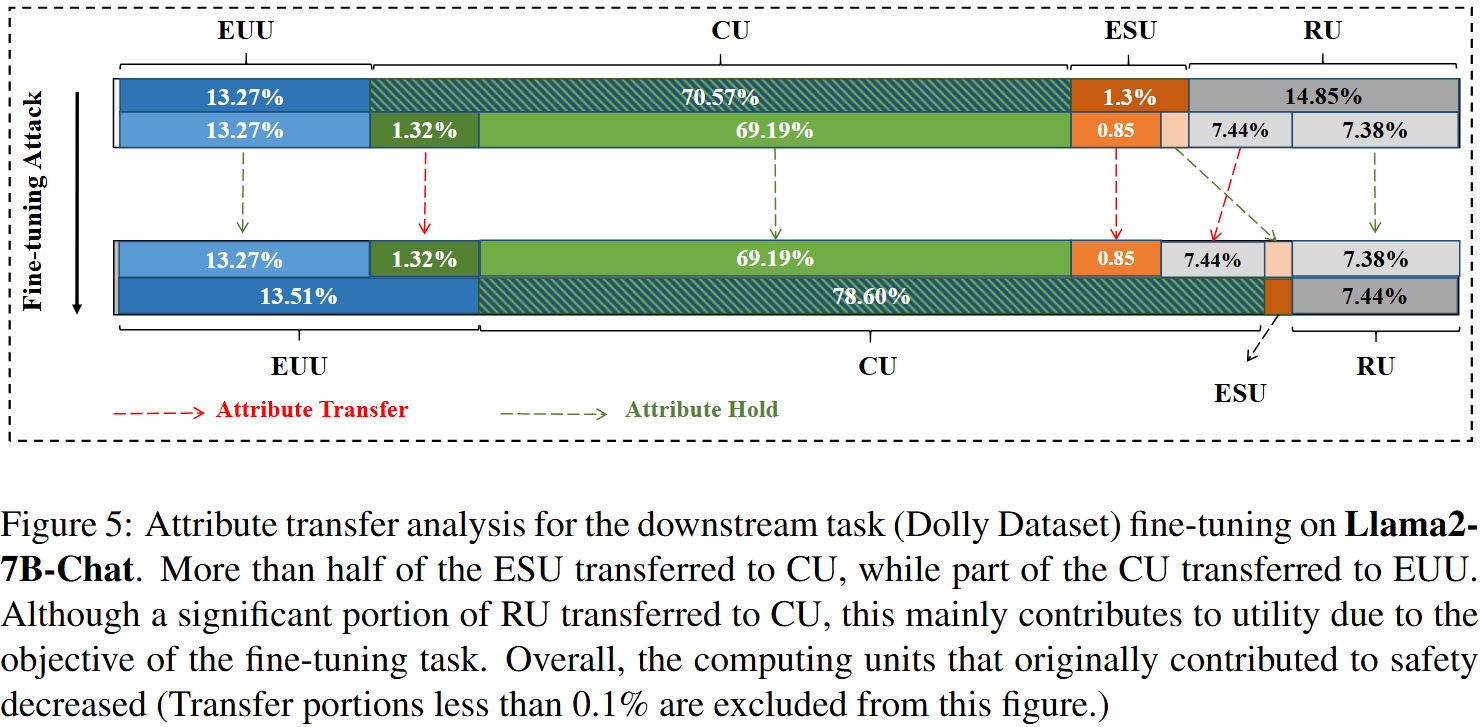 EUU CU ESU RU
13.27% 70.57% 1.3% 14.85%
13.27% 1.32% 69.19% 0.85 7.44% 7.38%
Fine-tuning Attack
13.27% 1.32% 69.19% 0.85 7.44% 7.38%
13.51% 78.60% 7.44%
EUU CU ESU RU
Attribute Transfer Attribute Hold
Figure 5: Attribute transfer analysis for the downstream task (Dolly Dataset) fine-tuning on Llama2-
7B-Chat. More than half of the ESU transferred to CU, while part of the CU transferred to EUU.
Although a significant portion of RU transferred to CU, this mainly contributes to utility due to the
objective of the fine-tuning task. Overall, the computing units that originally contributed to safety
decreased (Transfer portions less than 0.1% are excluded from this figure.)